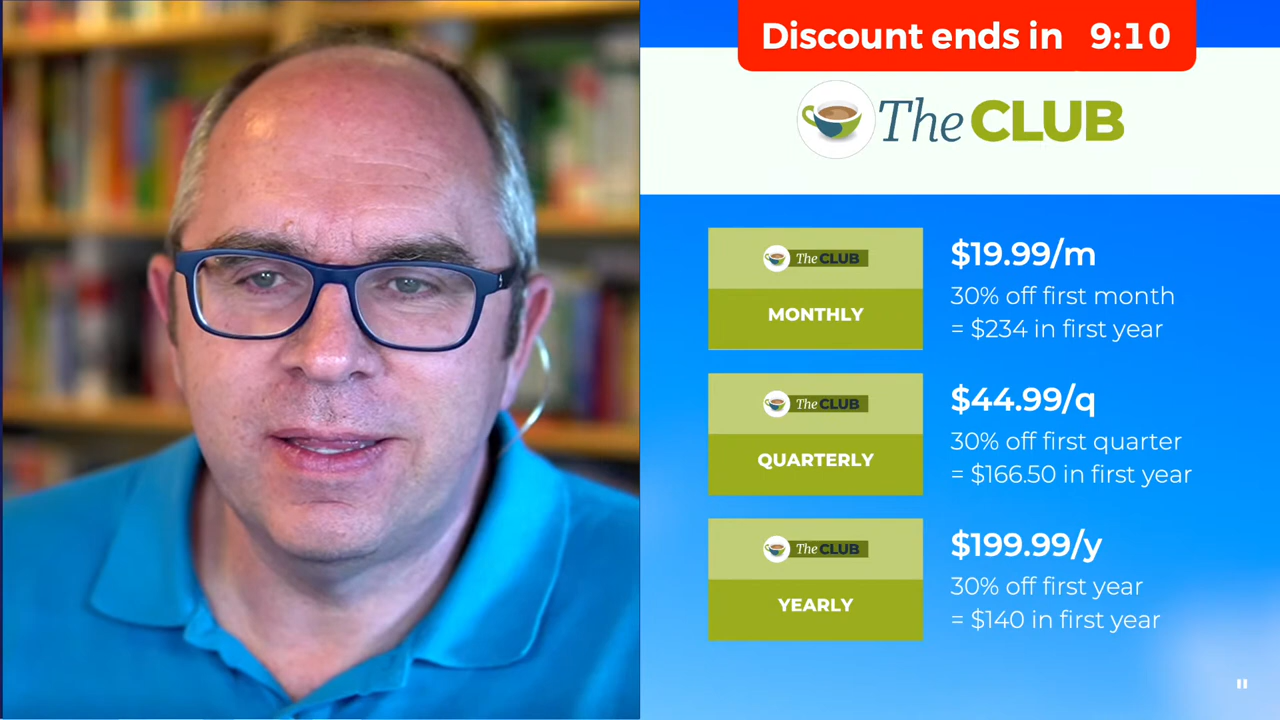 Discount ends in 9:10
The CLUB
The CLUB
MONTHLY
$19.99/m
30% off first month
= $234 in first year
The CLUB
QUARTERLY
$44.99/q
30% off first quarter
= $166.50 in first year
The CLUB
YEARLY
$199.99/y
30% off first year
= $140 in first year